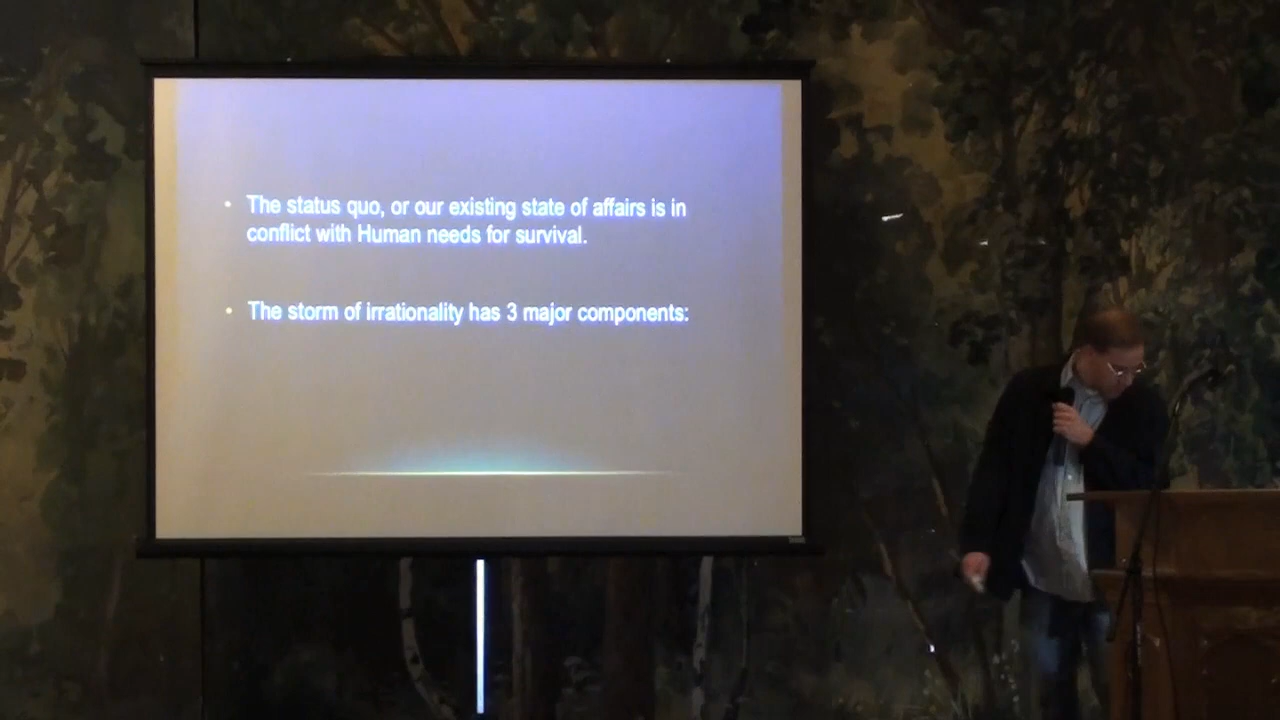 • The status quo, or our existing state of affairs is in
conflict with Human needs for survival.
• The storm of irrationality has 3 major components: